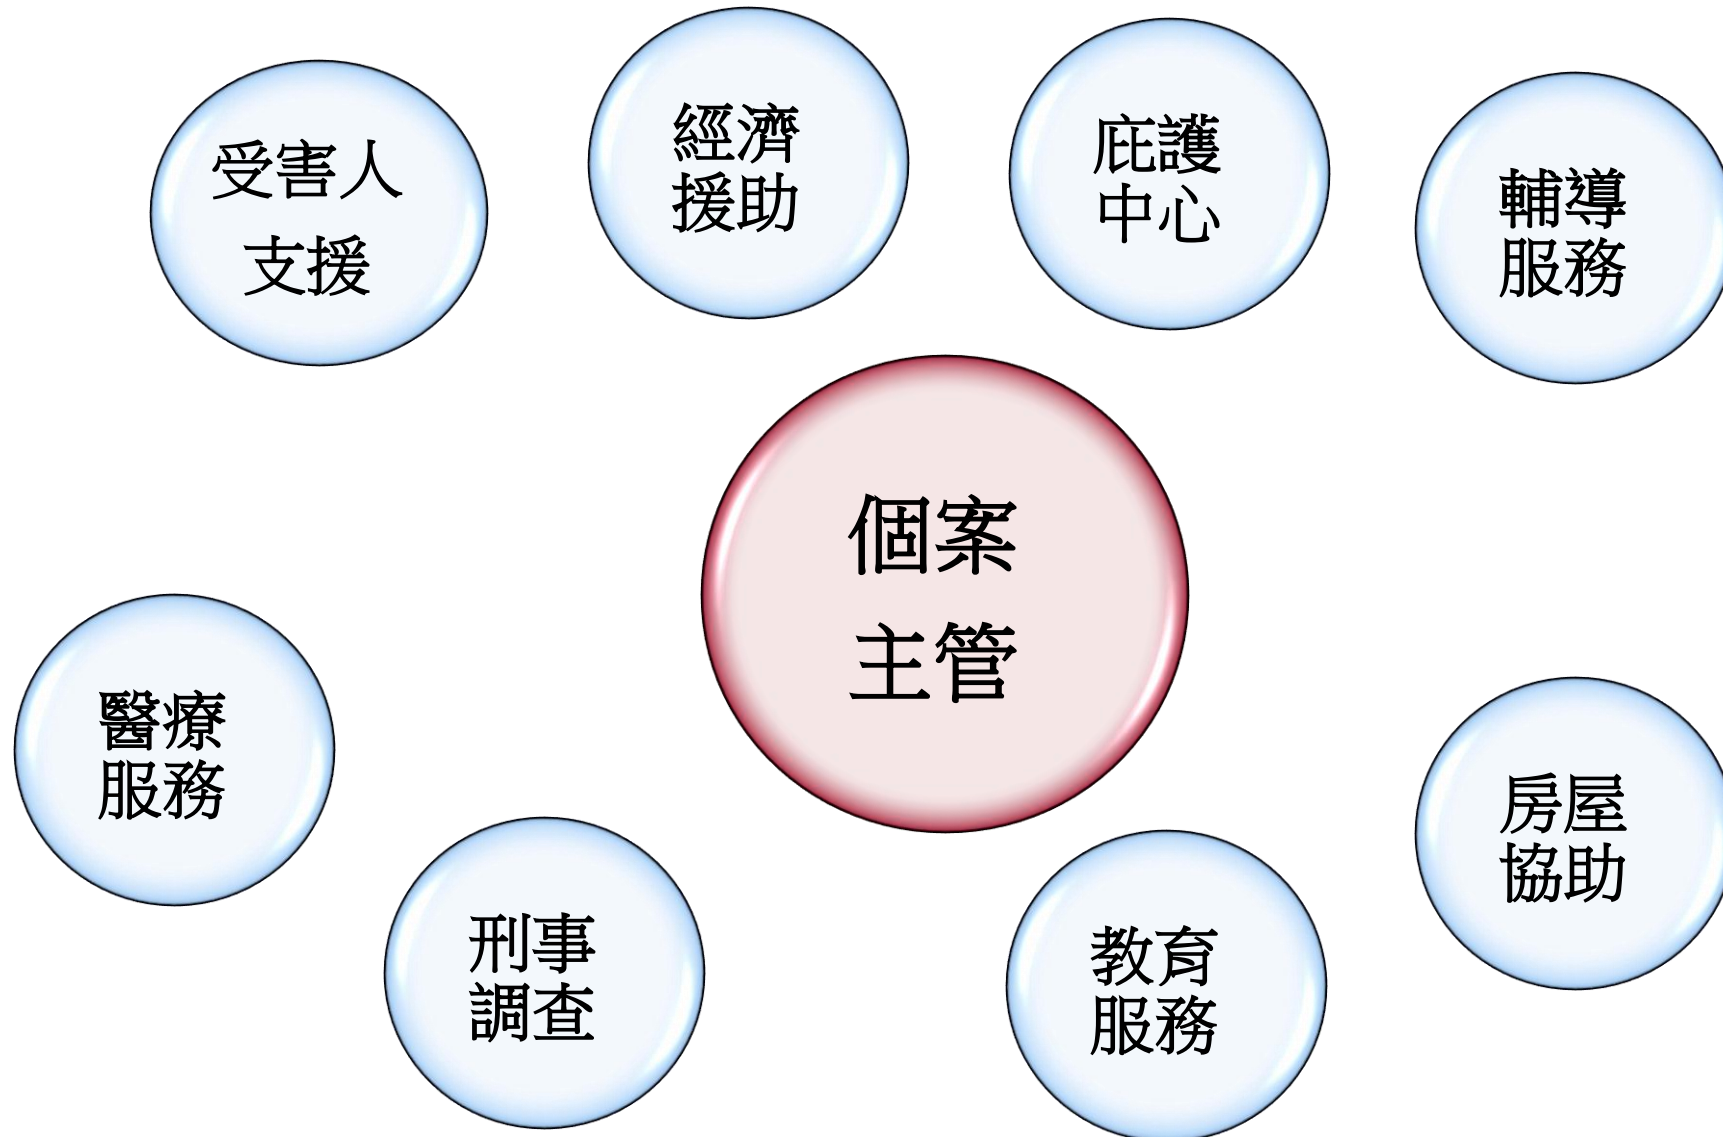 受害人
支援
經濟
援助
庇護
中心
輔導
服務
個案
主管
醫療
服務
房屋
協助
刑事
調查
教育
服務